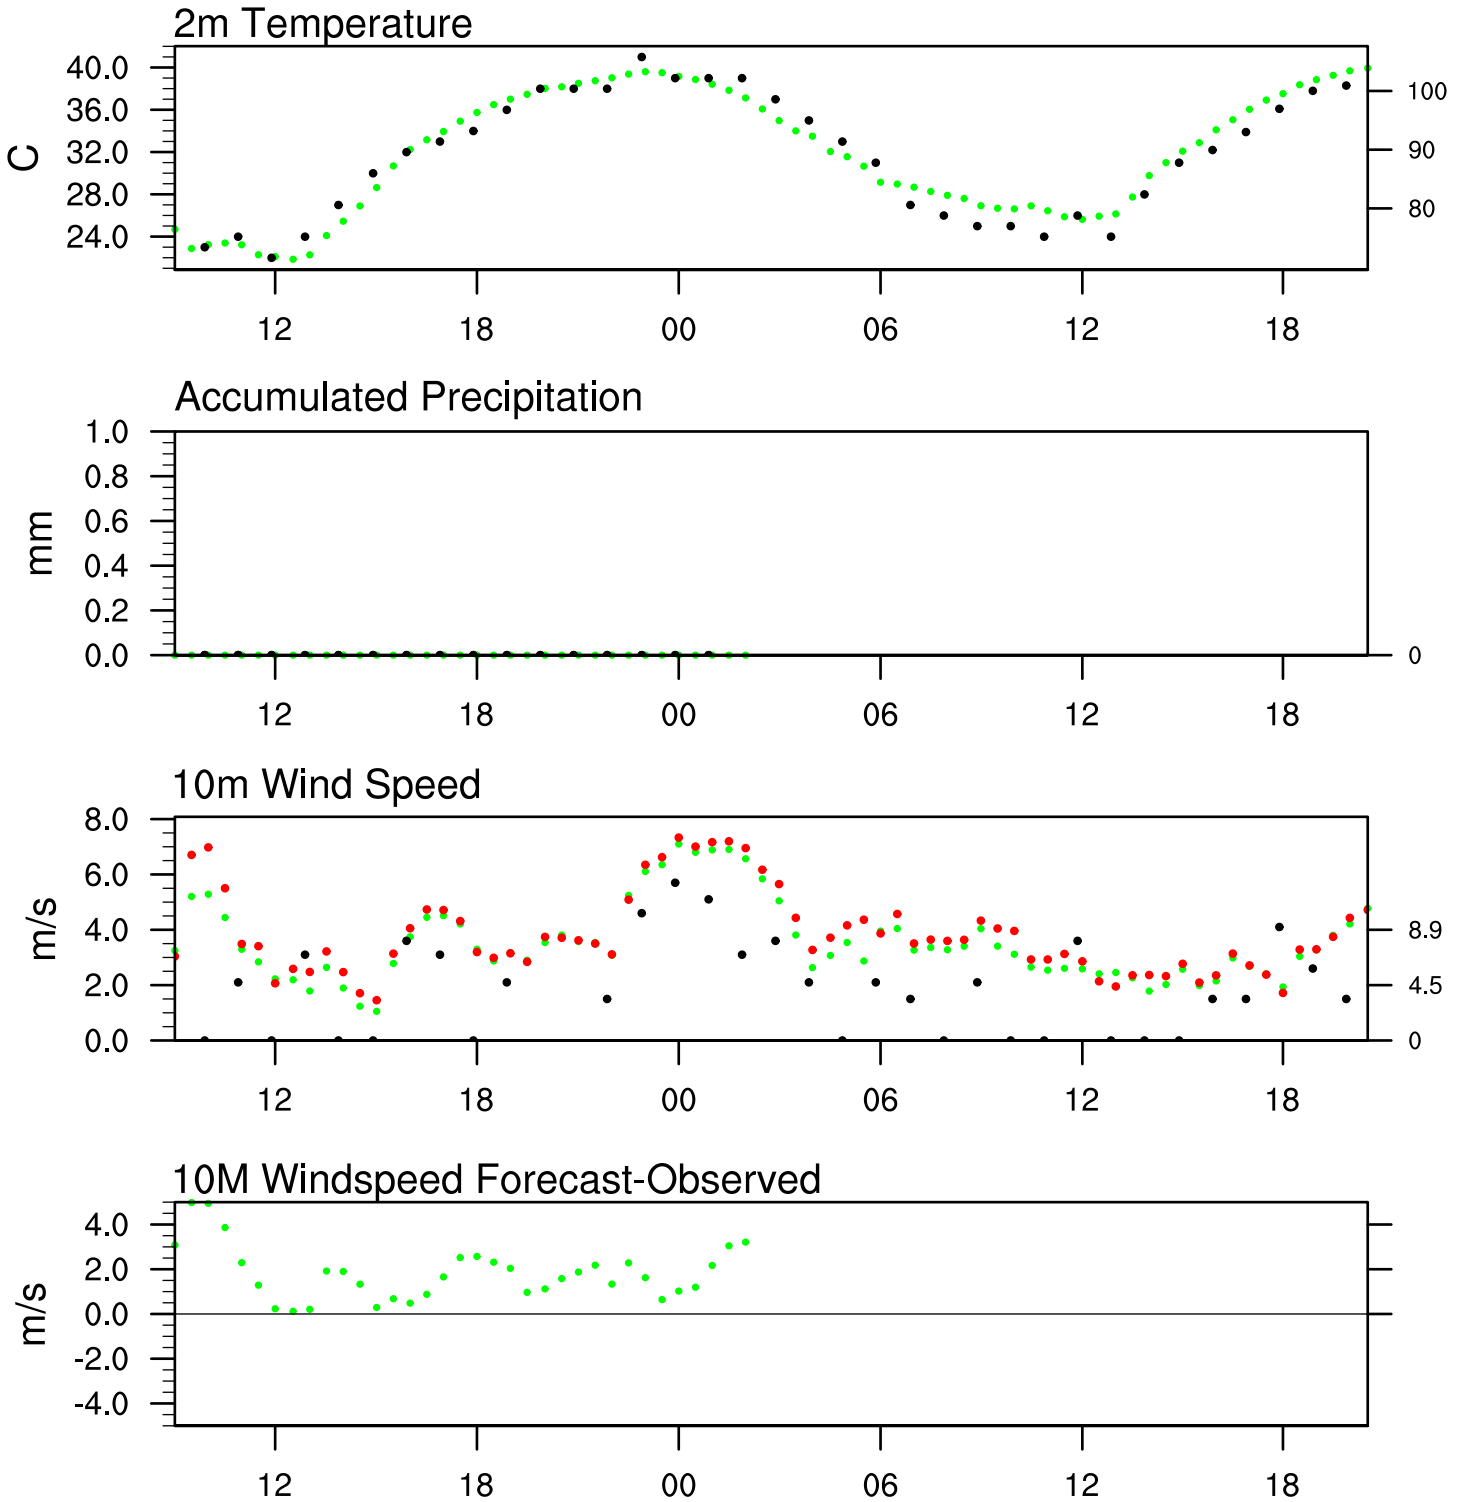 2m Temperature
C
40.0
36.0
32.0
28.0
24.0
100
90
80
12 18 00 06 12 18
Accumulated Precipitation
mm
1.0
0.8
0.6
0.4
0.2
0.0
0
12 18 00 06 12 18
10m Wind Speed
m/s
8.0
6.0
4.0
2.0
0.0
8.9
4.5
0
12 18 00 06 12 18
10M Windspeed Forecast-Observed
m/s
4.0
2.0
0.0
-2.0
-4.0
12 18 00 06 12 18